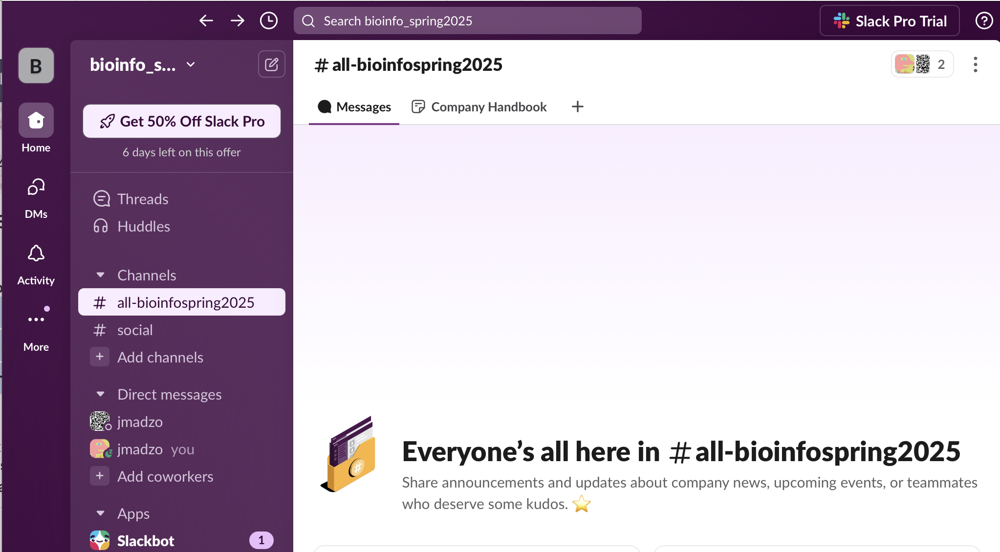 Search bioinfo_spring2025
Slack Pro Trial
B
Home
DMs
Activity
More
bioinfo_s...
Get 50% Off Slack Pro
6 days left on this offer
Threads
Huddles
Channels
# all-bioinfospring2025
# social
+ Add channels
Direct messages
jmadzo
jmadzo you
+ Add coworkers
Apps
Slackbot 1
# all-bioinfospring2025
2
Messages
Company Handbook
+
Everyone’s all here in # all-bioinfospring2025
Share announcements and updates about company news, upcoming events, or teammates
who deserve some kudos. ⭐